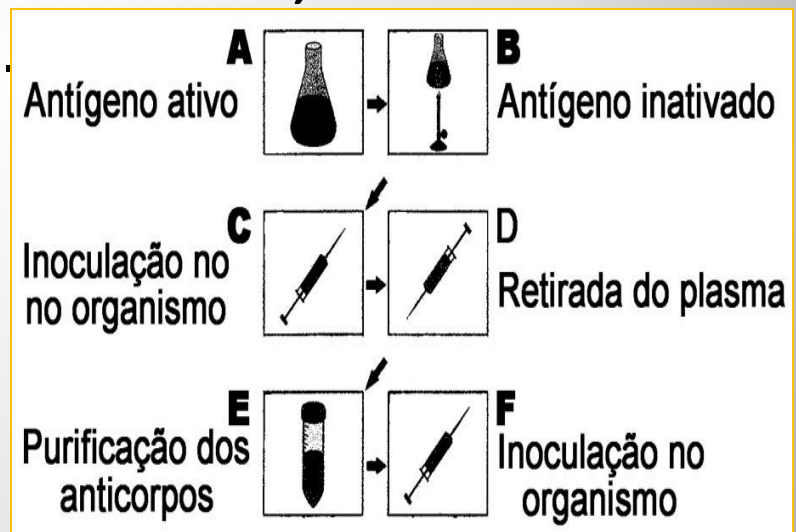 A
Antígeno ativo
B
Antígeno inativado
C
Inoculação no
no organismo
D
Retirada do plasma
E
Purificação dos
anticorpos
F
Inoculação no
organismo